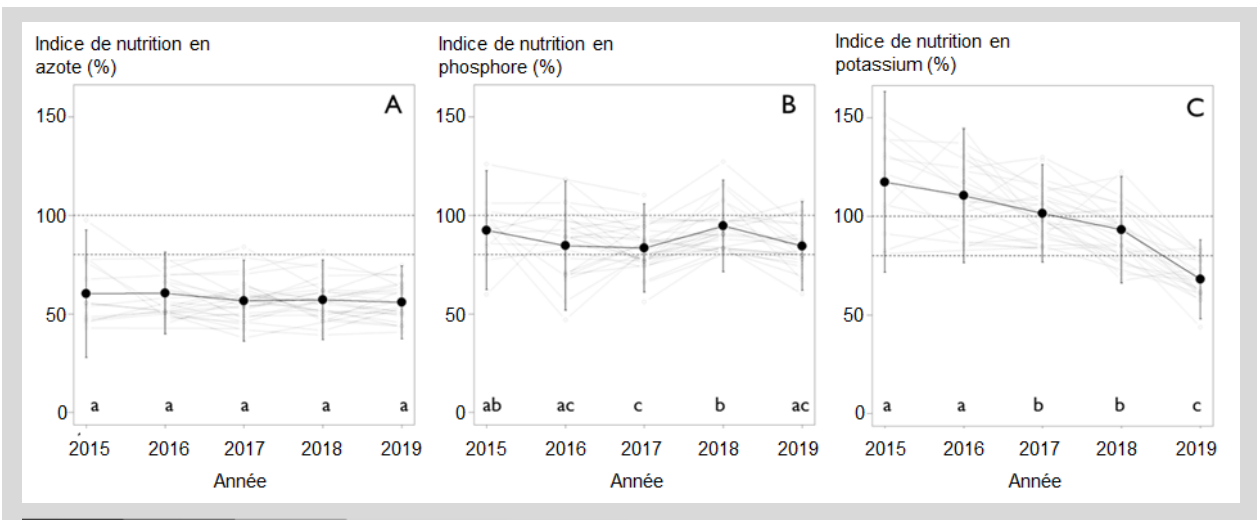 Indice de nutrition en
azote (%)
A
150
100
50
0
a a a a a
2015 2016 2017 2018 2019
Année
Indice de nutrition en
phosphore (%)
B
150
100
50
0
ab ac c b ac
2015 2016 2017 2018 2019
Année
Indice de nutrition en
potassium (%)
C
150
100
50
0
a a b b c
2015 2016 2017 2018 2019
Année